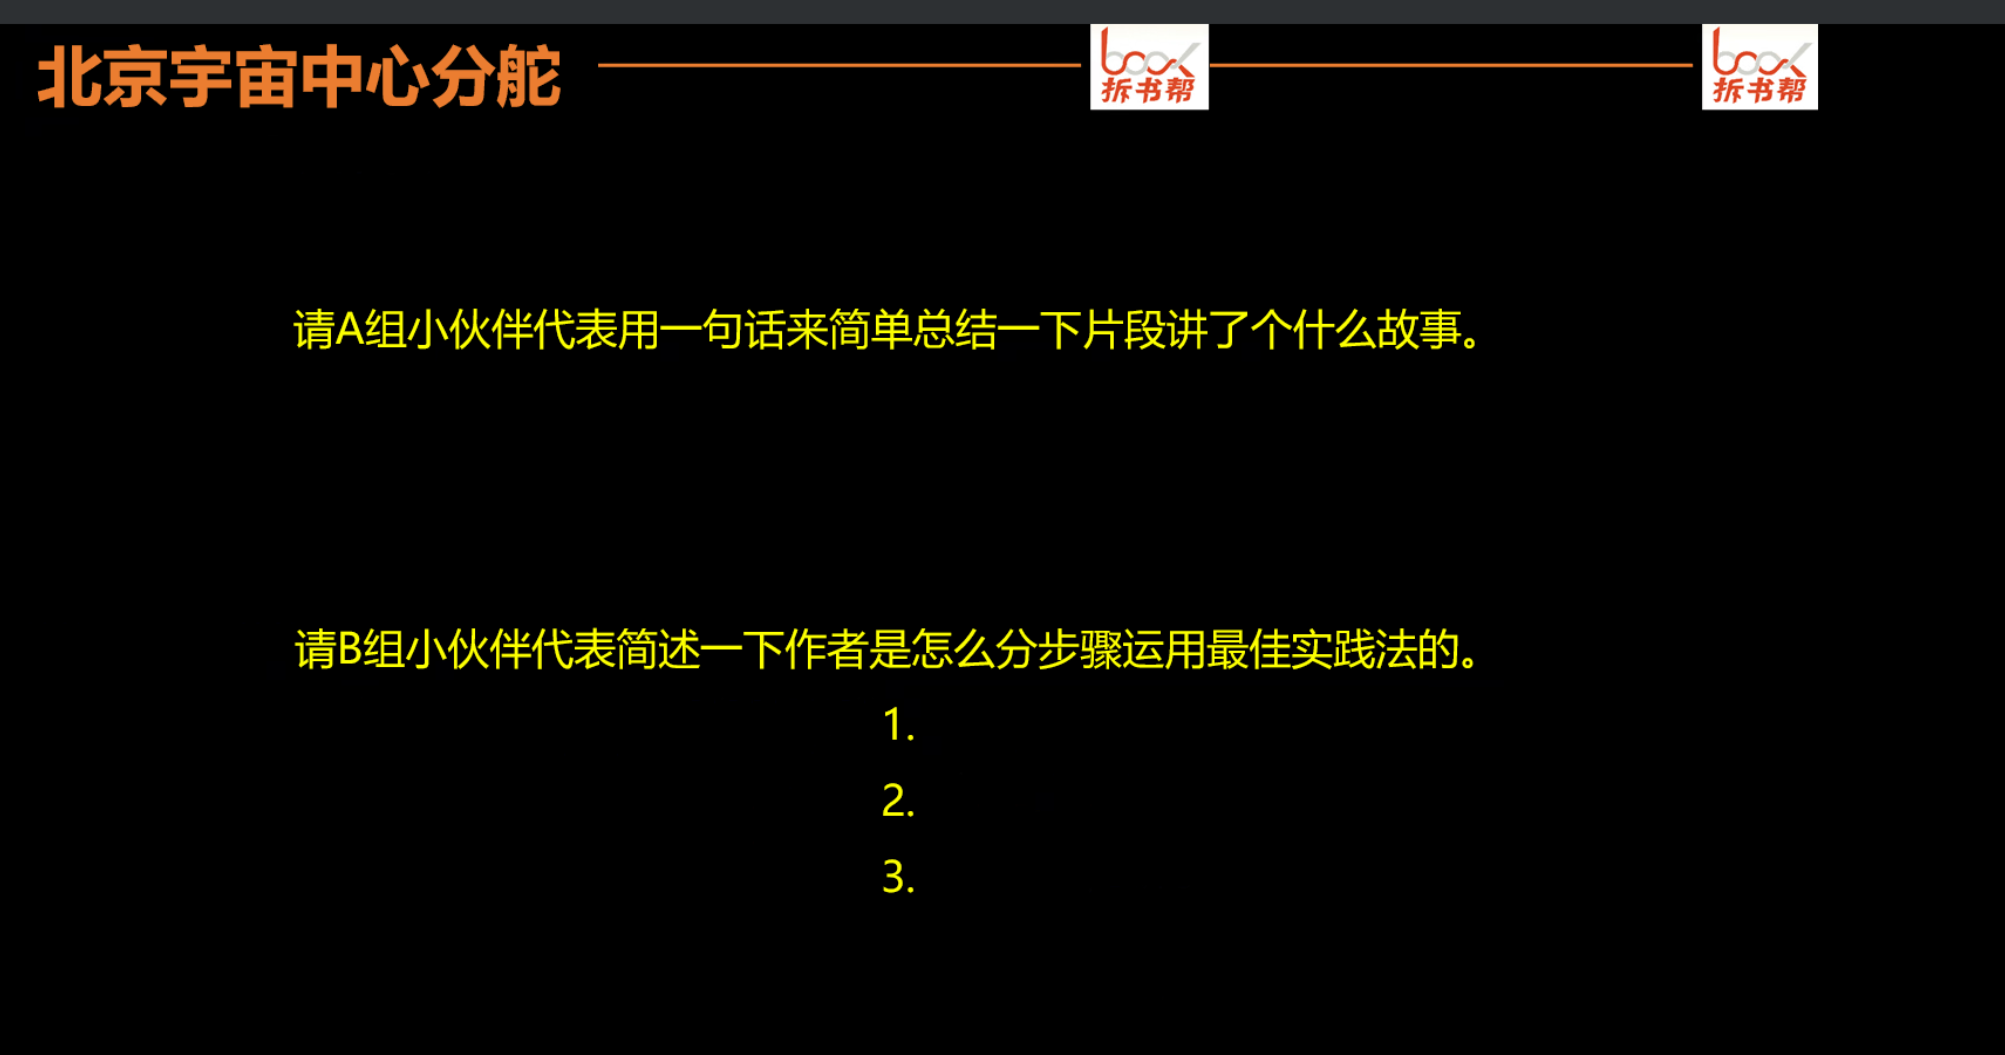 北京宇宙中心分舵
book
拆书帮
book
拆书帮
请A组小伙伴代表用一句话来简单总结一下片段讲了个什么故事。
请B组小伙伴代表简述一下作者是怎么分步骤运用最佳实践法的。
1.
2.
3.